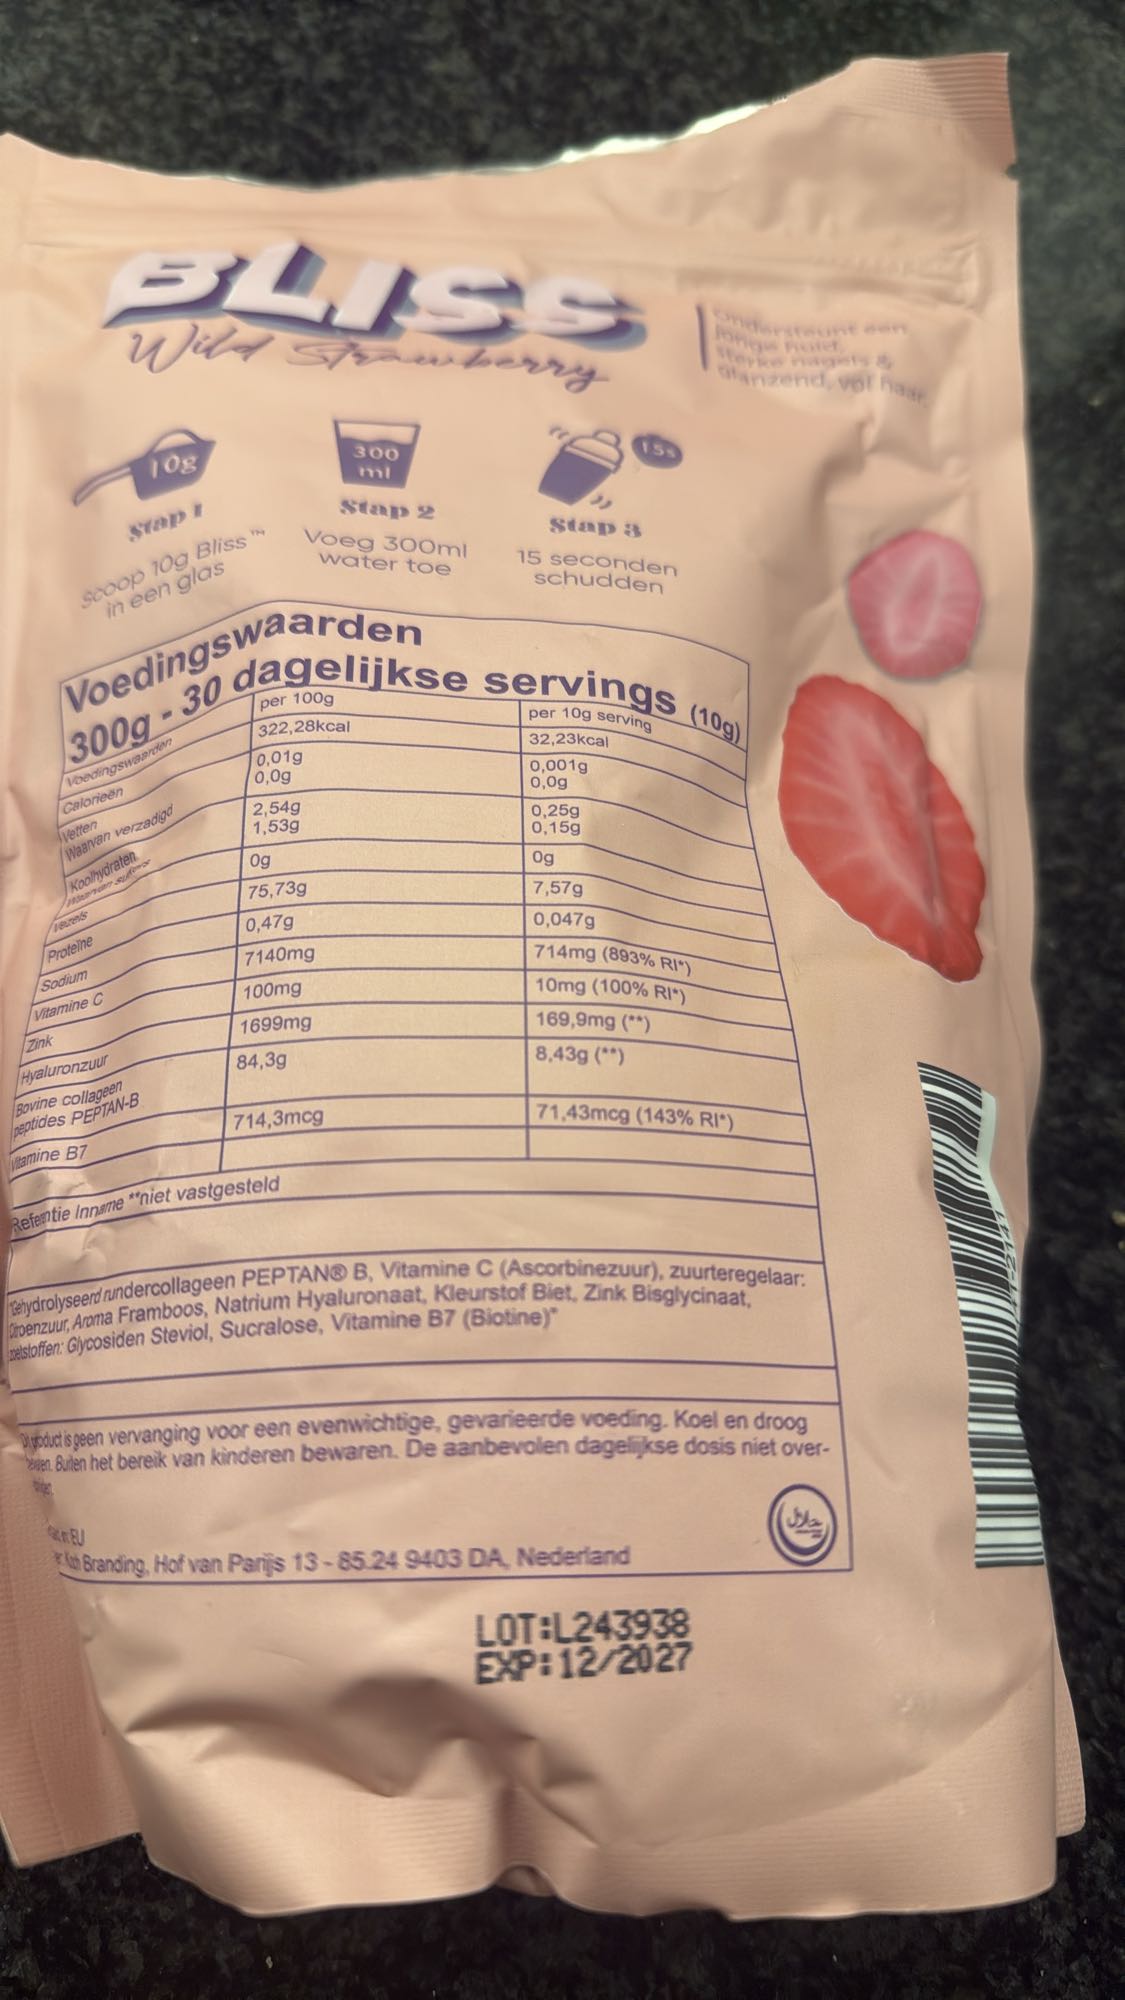 BLISS
Wild Strawberry
Ondersteunt een
jonge huid,
sterke nagels &
glanzend, vol haar.
10g
300
ml
15s
Stap 1
Stap 2
Stap 3
Scoop 10g Bliss™
in een glas
Voeg 300ml
water toe
15 seconden
schudden
Voedingswaarden
300g - 30 dagelijkse servings (10g)
Voedingswaarden per 100g per 10g serving
Calorieën 322,28kcal 32,23kcal
Vetten 0,01g 0,001g
Waarvan verzadigd 0,0g 0,0g
Koolhydraten 2,54g 0,25g
Waarvan suikers 1,53g 0,15g
Vezels 0g 0g
Proteïne 75,73g 7,57g
Sodium 0,47g 0,047g
Vitamine C 7140mg 714mg (893% RI*)
Zink 100mg 10mg (100% RI*)
Hyaluronzuur 1699mg 169,9mg (**)
Bovine collageen 84,3g 8,43g (**)
peptides PEPTAN-B
Vitamine B7 714,3mcg 71,43mcg (143% RI*)
Referentie Inname **niet vastgesteld
"Gehydrolyseerd rundercollageen PEPTAN® B, Vitamine C (Ascorbinezuur), zuurteregelaar:
Citroenzuur, Aroma Framboos, Natrium Hyaluronaat, Kleurstof Biet, Zink Bisglycinaat,
zoetstoffen: Glycosiden Steviol, Sucralose, Vitamine B7 (Biotine)"
Dit product is geen vervanging voor een evenwichtige, gevarieerde voeding. Koel en droog
bewaren. Buiten het bereik van kinderen bewaren. De aanbevolen dagelijkse dosis niet over-
EU
Branding, Hof van Parijs 13 - 85.24 9403 DA, Nederland
حلال
LOT:L243938
EXP:12/2027